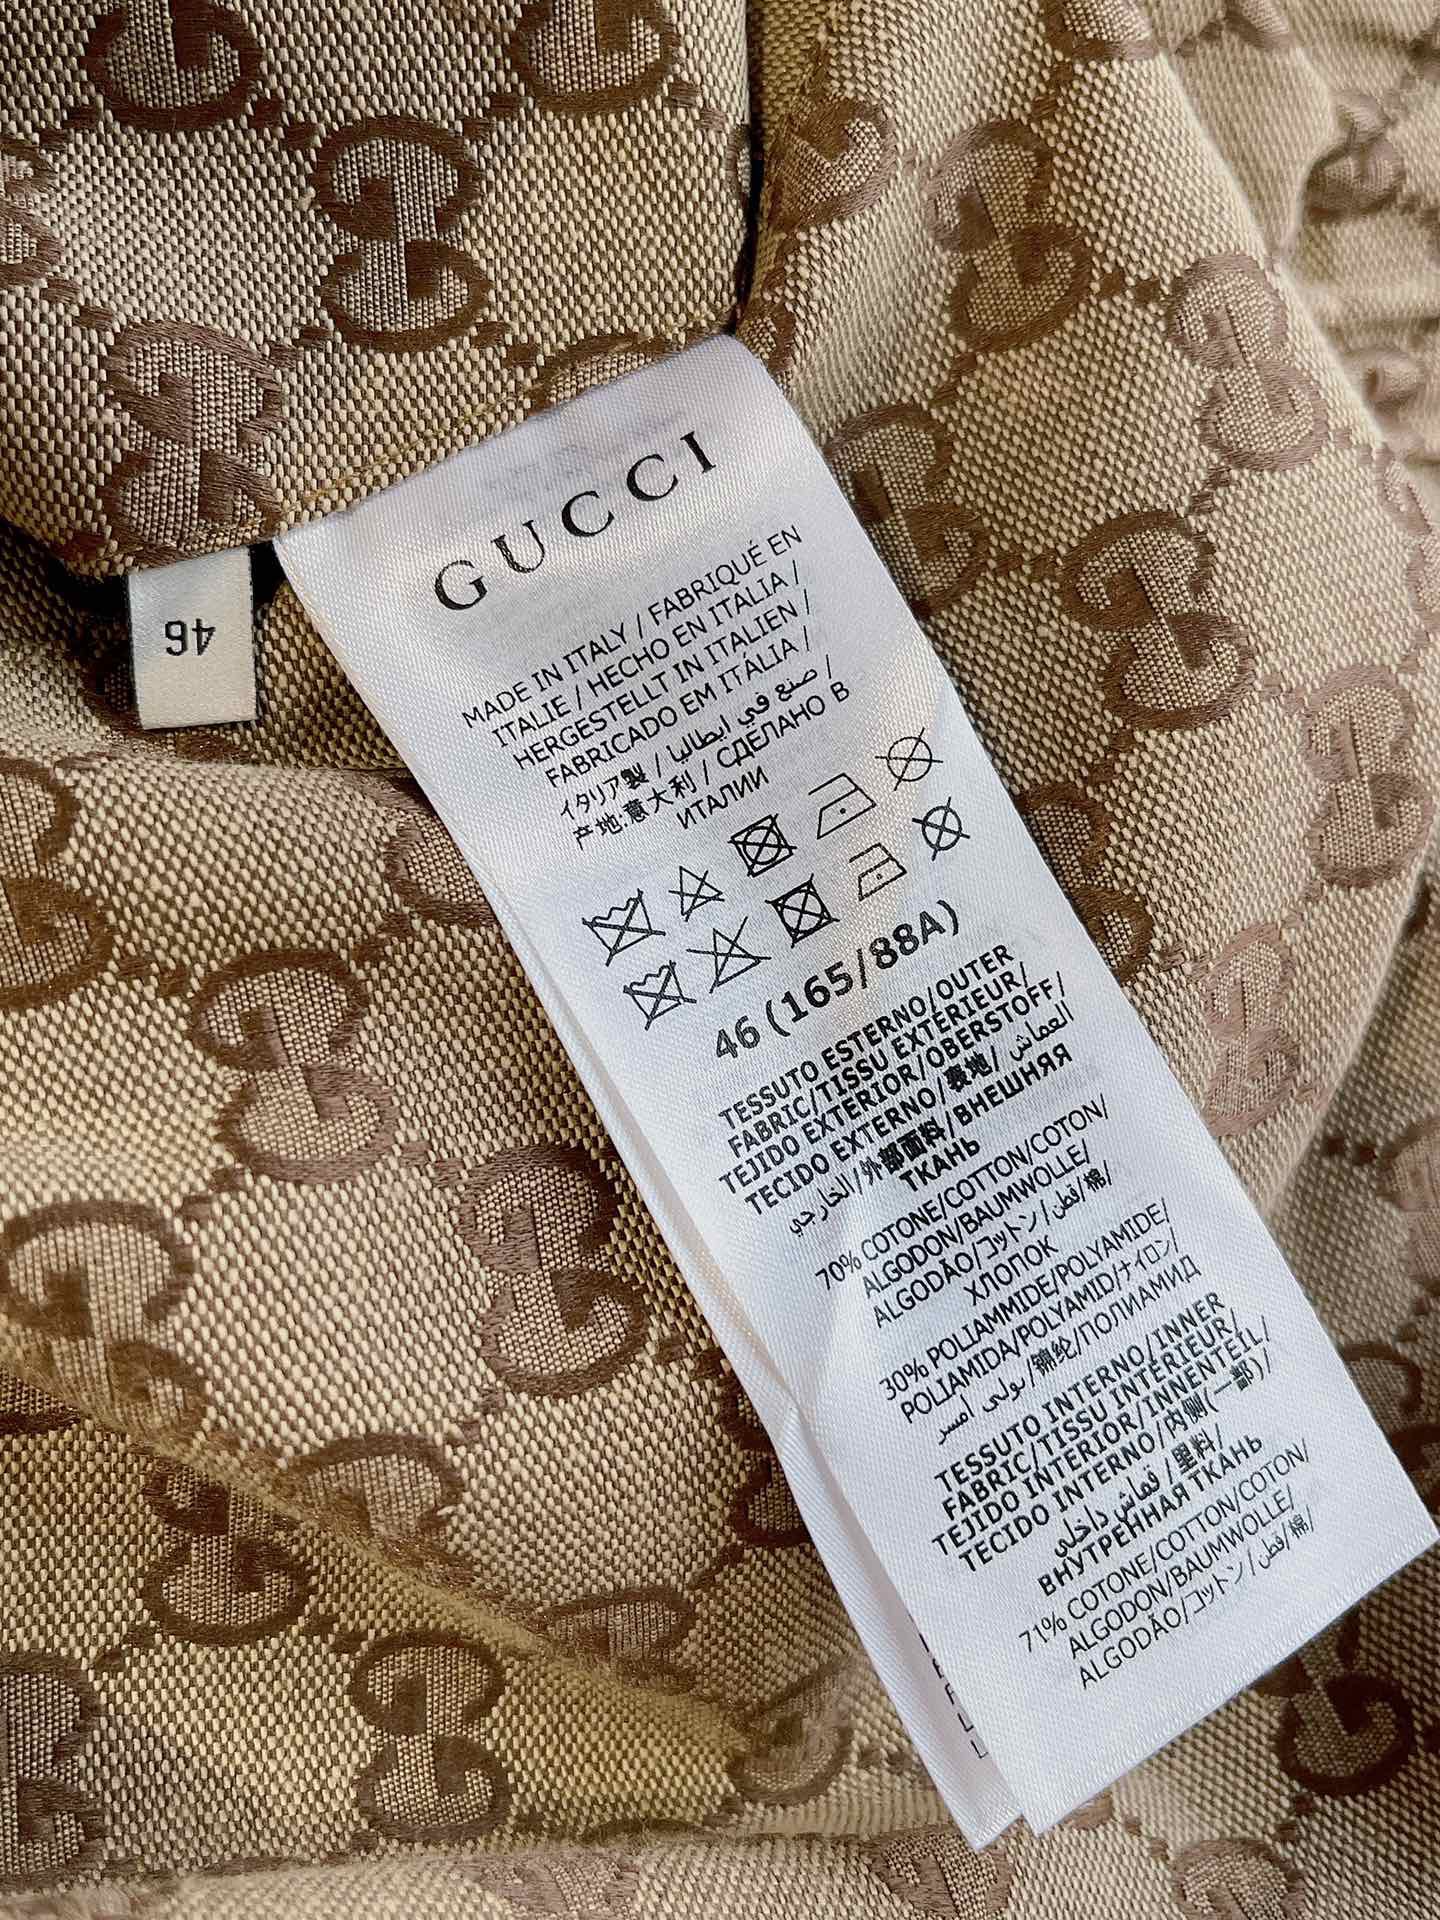 GUCCI
46
MADE IN ITALY / FABRIQUÉ EN
ITALIE / HECHO EN ITALIA /
HERGESTELLT IN ITALIEN /
FABRICADO EM ITÁLIA /
イタリア製 / صنع في ايطاليا /
产地:意大利 / СДЕЛАНО В
ИТАЛИИ
46 (165/88A)
TESSUTO ESTERNO/OUTER
FABRIC/TISSU EXTÉRIEUR/
TEJIDO EXTERIOR/OBERSTOFF/
TECIDO EXTERNO/表地/القماش
الخارجي/外部面料/ВНЕШНЯЯ
ТКАНЬ
70% COTONE/COTTON/COTON/
ALGODON/BAUMWOLLE/
ALGODÃO/コットン/قطن/棉/
ХЛОПОК
30% POLIAMMIDE/POLYAMIDE/
POLIAMIDA/POLYAMID/ナイロン/
بولي امسر/锦纶/ПОЛИАМИД
TESSUTO INTERNO/INNER
FABRIC/TISSU INTÉRIEUR/
TEJIDO INTERIOR/INNENTEIL/
TECIDO INTERNO/内側(一部)/
قماش داخلى/里料/
ВНУТРЕННАЯ ТКАНЬ
71% COTONE/COTTON/COTON/
ALGODON/BAUMWOLLE/
ALGODÃO/コットン/قطن/棉/